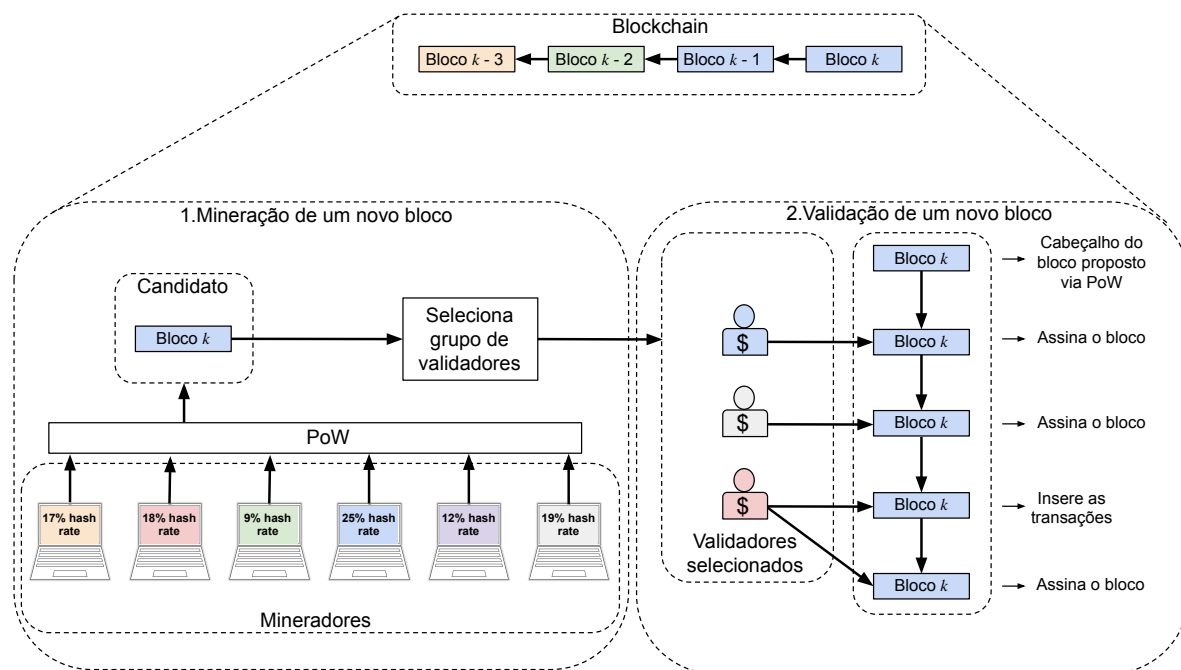 Blockchain
Bloco k - 3
Bloco k - 2
Bloco k - 1
Bloco k
1.Mineração de um novo bloco
Candidato
Bloco k
Seleciona
grupo de
validadores
PoW
17% hash
rate
18% hash
rate
9% hash
rate
25% hash
rate
12% hash
rate
19% hash
rate
Mineradores
2.Validação de um novo bloco
Bloco k
Cabeçalho do
bloco proposto
via PoW
$
Bloco k
Assina o bloco
$
Bloco k
Assina o bloco
$
Bloco k
Insere as
transações
Validadores
selecionados
Bloco k
Assina o bloco